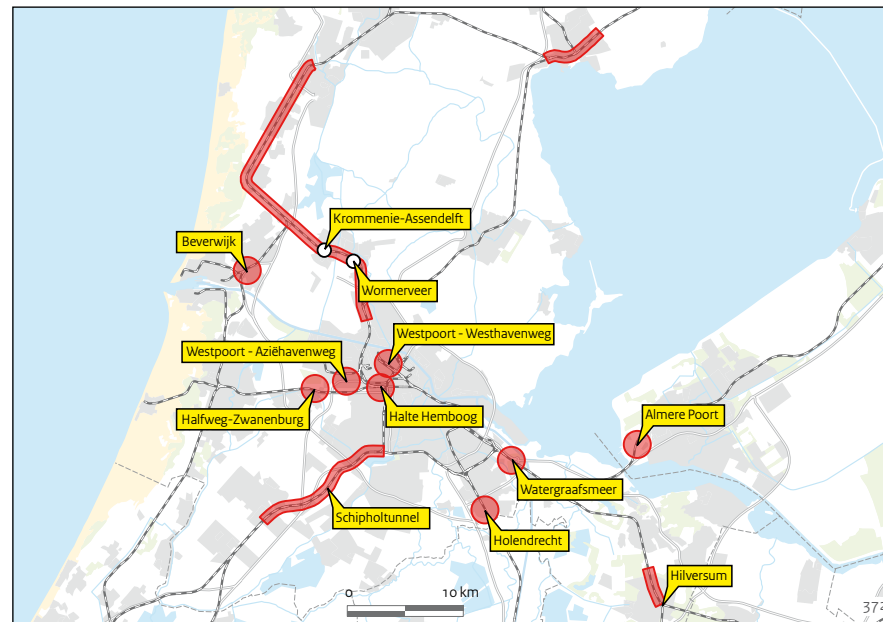 Krommenie-Assendelft
Beverwijk
Wormerveer
Westpoort - Westhavenweg
Westpoort - Aziëhavenweg
Halfweg-Zwanenburg
Halte Hemboog
Almere Poort
Watergraafsmeer
Schipholtunnel
Holendrecht
Hilversum
0 10 km
372